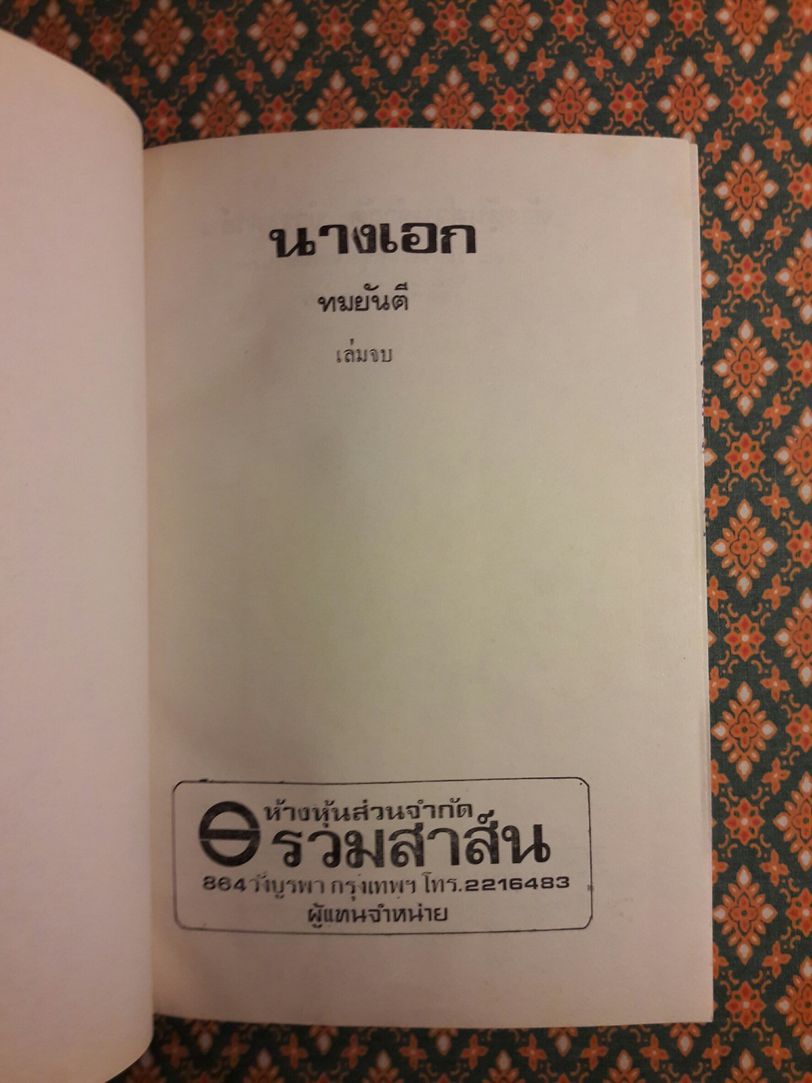 นางเอก
ทมยันตี
เล่มจบ
ห้างหุ้นส่วนจำกัด
รวมสาส์น
864 วังบูรพา กรุงเทพฯ โทร.2216483
ผู้แทนจำหน่าย